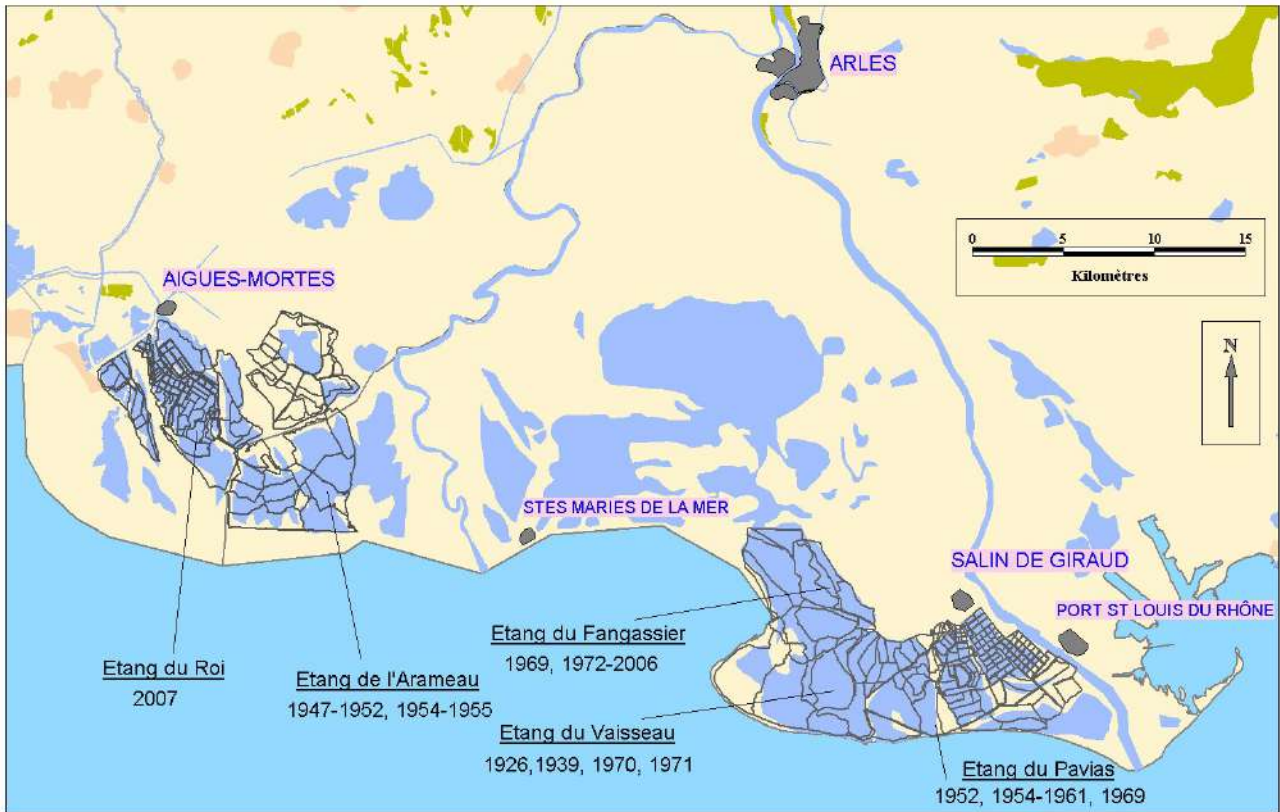 ARLES
0 5 10 15
Kilomètres
AIGUES-MORTES
N
STES MARIES DE LA MER
SALIN DE GIRAUD
PORT ST LOUIS DU RHÔNE
Etang du Fangassier
1969, 1972-2006
Etang du Roi
2007
Etang de l'Arameau
1947-1952, 1954-1955
Etang du Vaisseau
1926,1939, 1970, 1971
Etang du Pavias
1952, 1954-1961, 1969